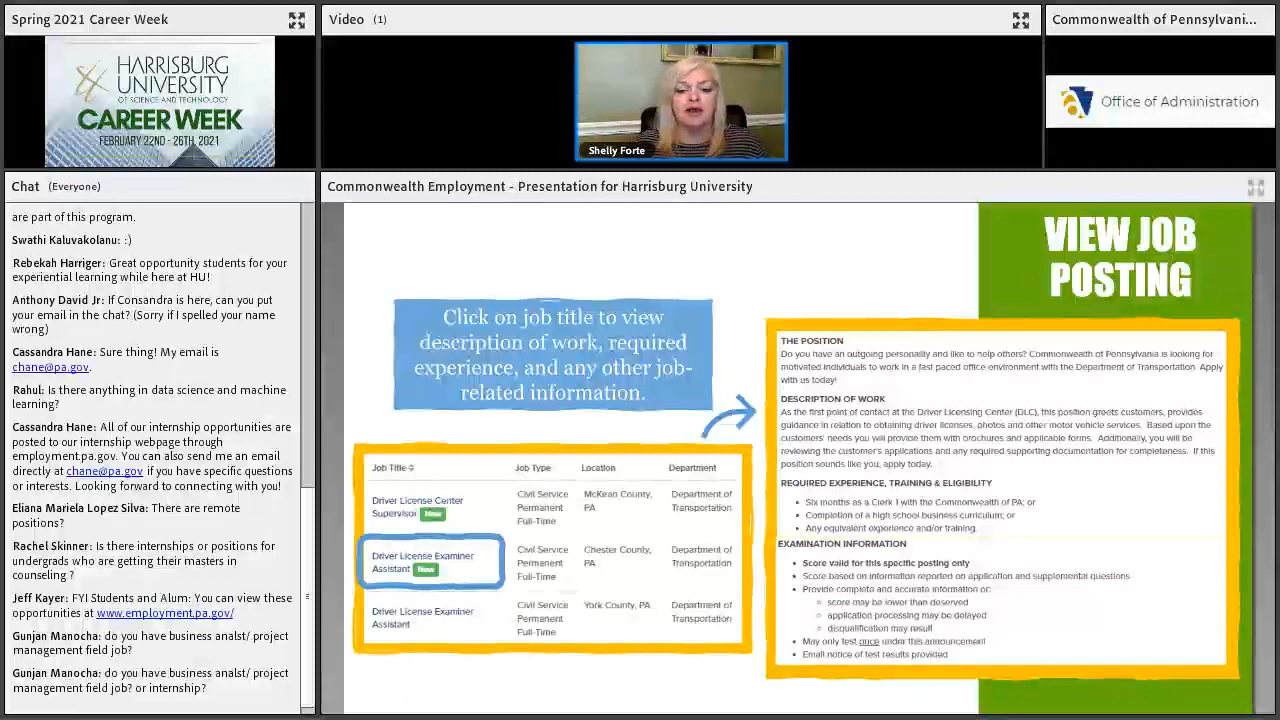 Spring 2021 Career Week
HARRISBURG
UNIVERSITY
OF SCIENCE AND TECHNOLOGY
CAREER WEEK
FEBRUARY 22ND - 26TH, 2021
Video (1)
Shelly Forte
Commonwealth of Pennsylvani...
Office of Administration
Chat (Everyone)
are part of this program.
Swathi Kaluvakolanu: :)
Rebekah Harriger: Great opportunity students for your
experiential learning while here at HU!
Anthony David Jr: If Consandra is here, can you put
your email in the chat? (Sorry if I spelled your name
wrong)
Cassandra Hane: Sure thing! My email is
chane@pa.gov.
Rahul: Is there anything in data science and machine
learning?
Cassandra Hane: All of our internship opportunities are
posted to our internship webpage through
employment.pa.gov. You can also send me an email
directly at chane@pa.gov if you have specific questions
or interests. Looking forward to connecting with you!
Eliana Mariela Lopez Silva: There are remote
positions?
Rachel Skinner: Is there internships or positions for
undergrads who are getting their masters in
counseling ?
Jeff Kayer: FYI Students and Alum: You can view these
opportunities at www.employment.pa.gov/
Gunjan Manocha: do you have business analst/ project
management field job?
Gunjan Manocha: do you have business analst/ project
management field job? or internship?
Commonwealth Employment - Presentation for Harrisburg University
VIEW JOB
POSTING
Click on job title to view
description of work, required
experience, and any other job-
related information.
Job Title Job Type Location Department
Driver License Center Supervisor New Civil Service Permanent Full-Time McKean County, PA Department of Transportation
Driver License Examiner Assistant New Civil Service Permanent Full-Time Chester County, PA Department of Transportation
Driver License Examiner Assistant Civil Service Permanent Full-Time York County, PA Department of Transportation
THE POSITION
Do you have an outgoing personality and like to help others? Commonwealth of Pennsylvania is looking for
motivated individuals to work in a fast paced office environment with the Department of Transportation. Apply
with us today!
DESCRIPTION OF WORK
As the first point of contact at the Driver Licensing Center (DLC), this position greets customers, provides
guidance in relation to obtaining driver licenses, photos and other motor vehicle services. Based upon the
customers' needs you will provide them with brochures and applicable forms. Additionally, you will be
reviewing the customer's applications and any required supporting documentation for completeness. If this
position sounds like you, apply today.
REQUIRED EXPERIENCE, TRAINING & ELIGIBILITY
• Six months as a Clerk 1 with the Commonwealth of PA; or
• Completion of a high school business curriculum; or
• Any equivalent experience and/or training.
EXAMINATION INFORMATION
• Score valid for this specific posting only
• Score based on information reported on application and supplemental questions
• Provide complete and accurate information or:
○ score may be lower than deserved
○ application processing may be delayed
○ disqualification may result
• May only test once under this announcement
• Email notice of test results provided